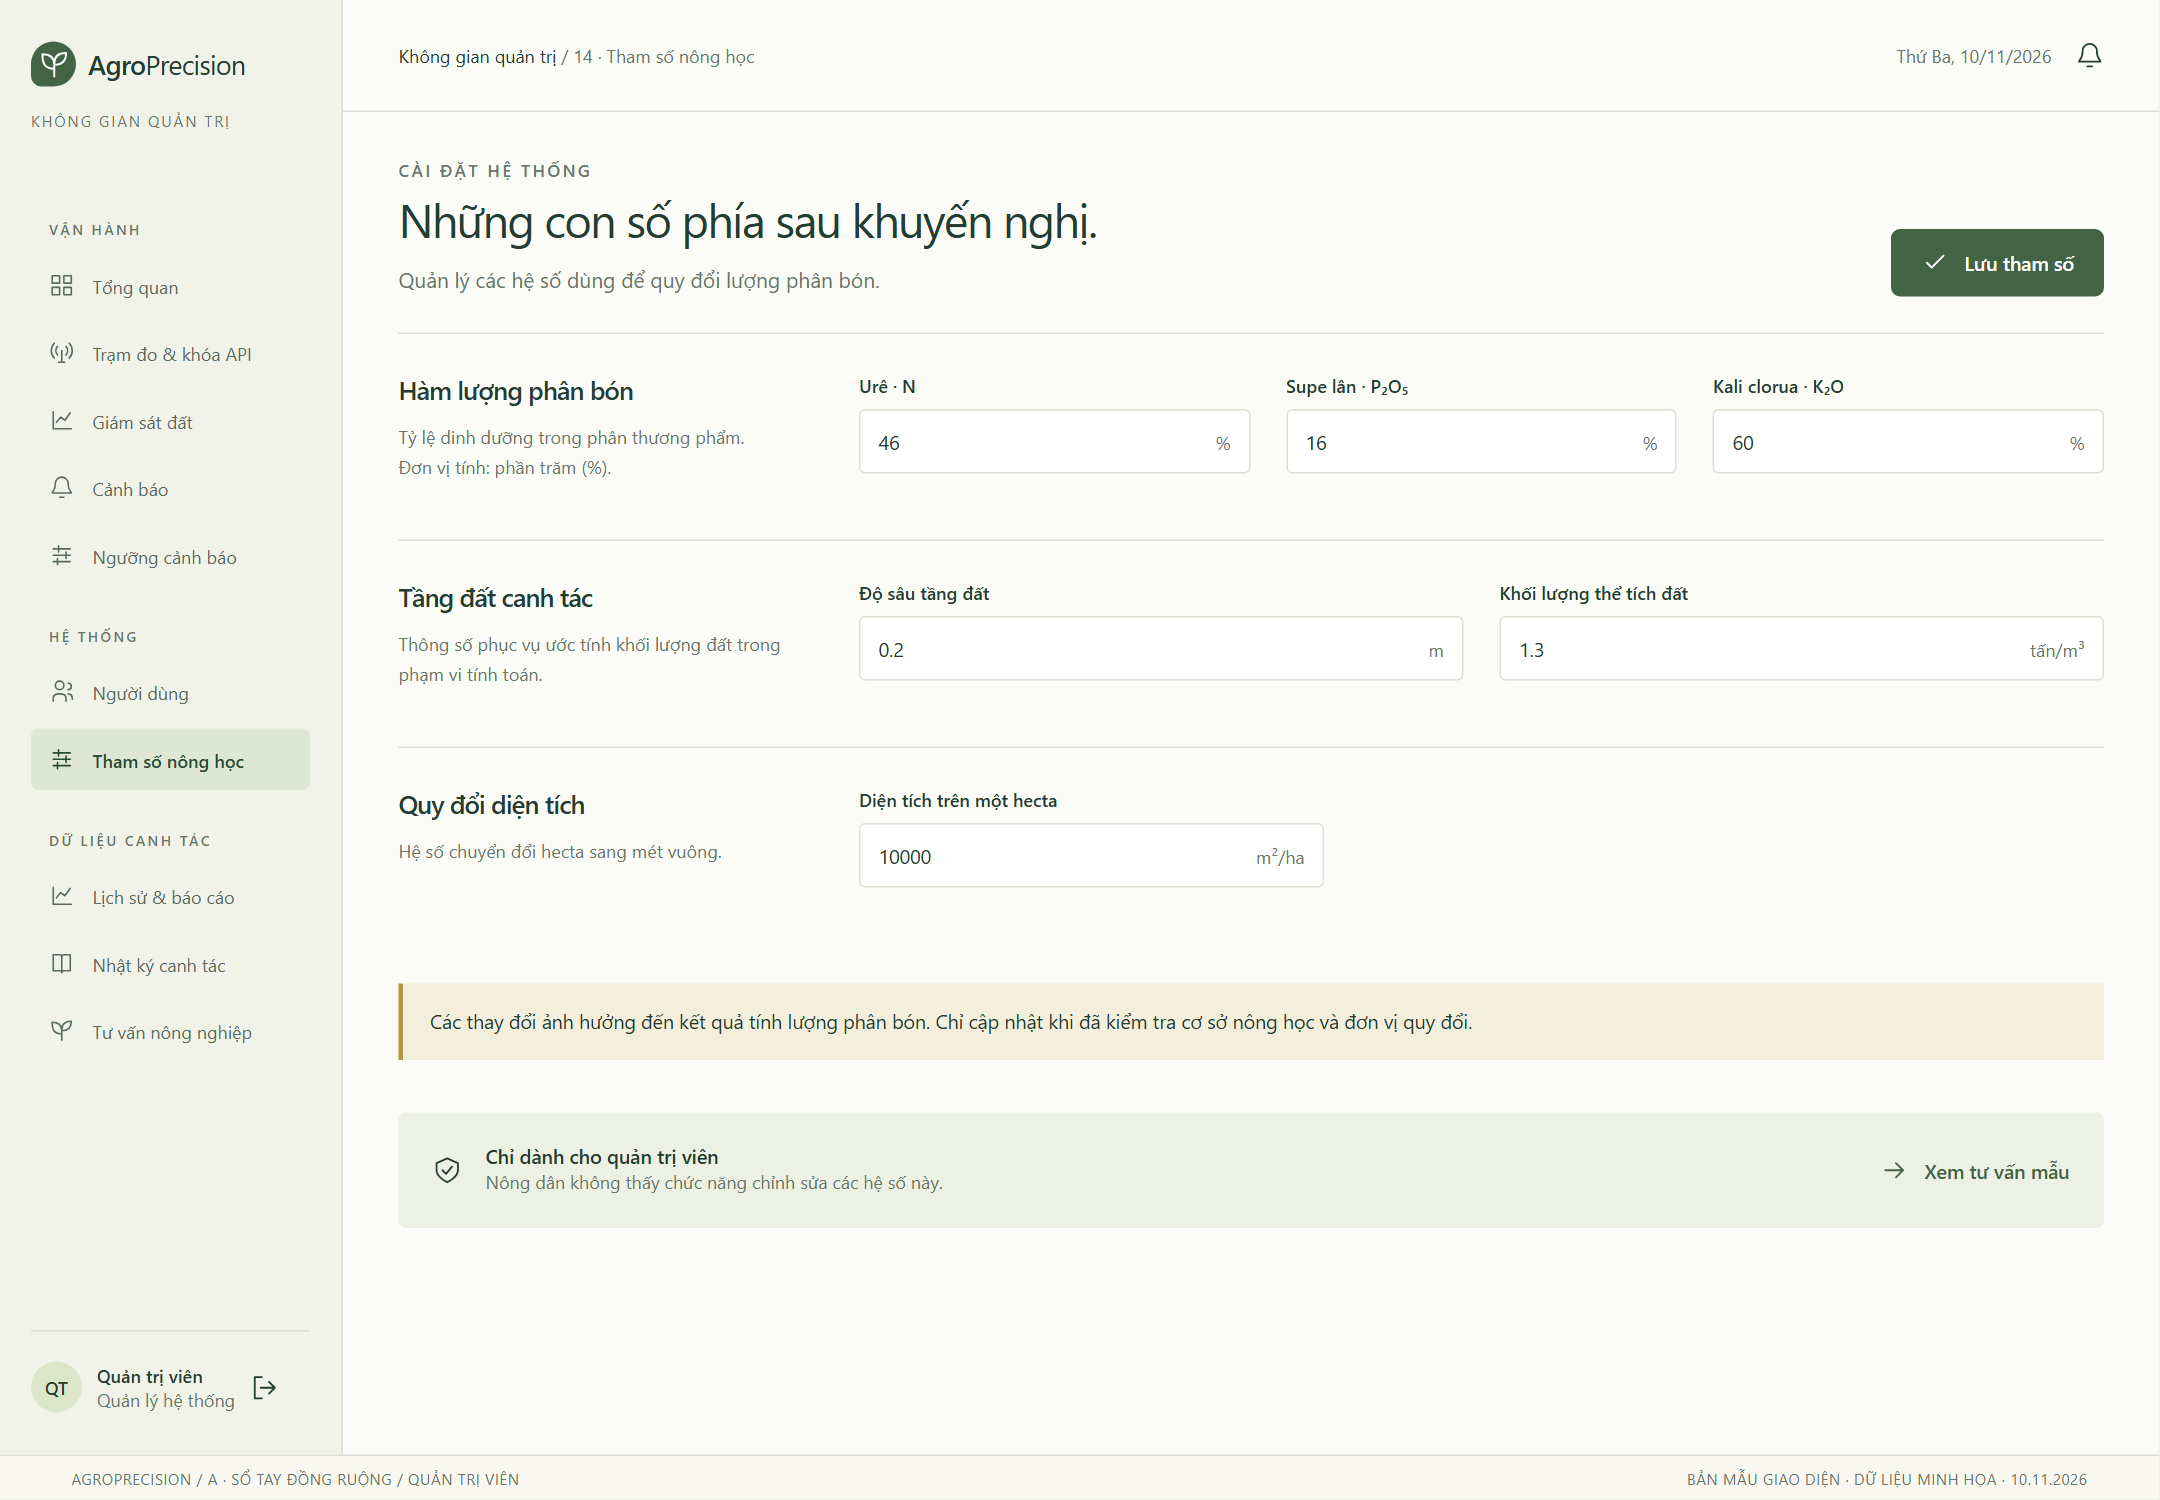 AgroPrecision
KHÔNG GIAN QUẢN TRỊ
VẬN HÀNH
Tổng quan
Trạm đo & khóa API
Giám sát đất
Cảnh báo
Ngưỡng cảnh báo
HỆ THỐNG
Người dùng
Tham số nông học
DỮ LIỆU CANH TÁC
Lịch sử & báo cáo
Nhật ký canh tác
Tư vấn nông nghiệp
QT
Quản trị viên
Quản lý hệ thống
Không gian quản trị / 14 · Tham số nông học
Thứ Ba, 10/11/2026
CÀI ĐẶT HỆ THỐNG
Những con số phía sau khuyến nghị.
Quản lý các hệ số dùng để quy đổi lượng phân bón.
Lưu tham số
Hàm lượng phân bón
Tỷ lệ dinh dưỡng trong phân thương phẩm.
Đơn vị tính: phần trăm (%).
Urê · N
46 %
Supe lân · P₂O₅
16 %
Kali clorua · K₂O
60 %
Tầng đất canh tác
Thông số phục vụ ước tính khối lượng đất trong
phạm vi tính toán.
Độ sâu tầng đất
0.2 m
Khối lượng thể tích đất
1.3 tấn/m³
Quy đổi diện tích
Hệ số chuyển đổi hecta sang mét vuông.
Diện tích trên một hecta
10000 m²/ha
Các thay đổi ảnh hưởng đến kết quả tính lượng phân bón. Chỉ cập nhật khi đã kiểm tra cơ sở nông học và đơn vị quy đổi.
Chỉ dành cho quản trị viên
Nông dân không thấy chức năng chỉnh sửa các hệ số này.
Xem tư vấn mẫu
AGROPRECISION / A · SỔ TAY ĐỒNG RUỘNG / QUẢN TRỊ VIÊN
BẢN MẪU GIAO DIỆN · DỮ LIỆU MINH HỌA · 10.11.2026